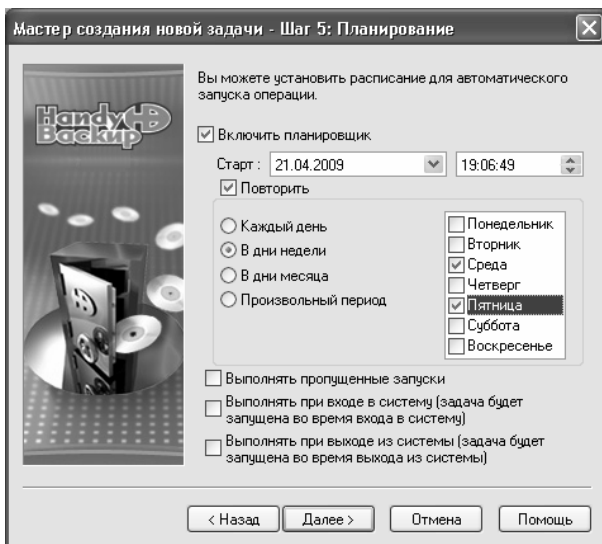 Мастер создания новой задачи - Шаг 5: Планирование
Handy
Backup
Вы можете установить расписание для автоматического
запуска операции.
Включить планировщик
Старт : 21.04.2009 19:06:49
Повторить
Каждый день
В дни недели
В дни месяца
Произвольный период
Понедельник
Вторник
Среда
Четверг
Пятница
Суббота
Воскресенье
Выполнять пропущенные запуски
Выполнять при входе в систему (задача будет
запущена во время входа в систему)
Выполнять при выходе из системы (задача будет
запущена во время выхода из системы)
< Назад Далее > Отмена Помощь